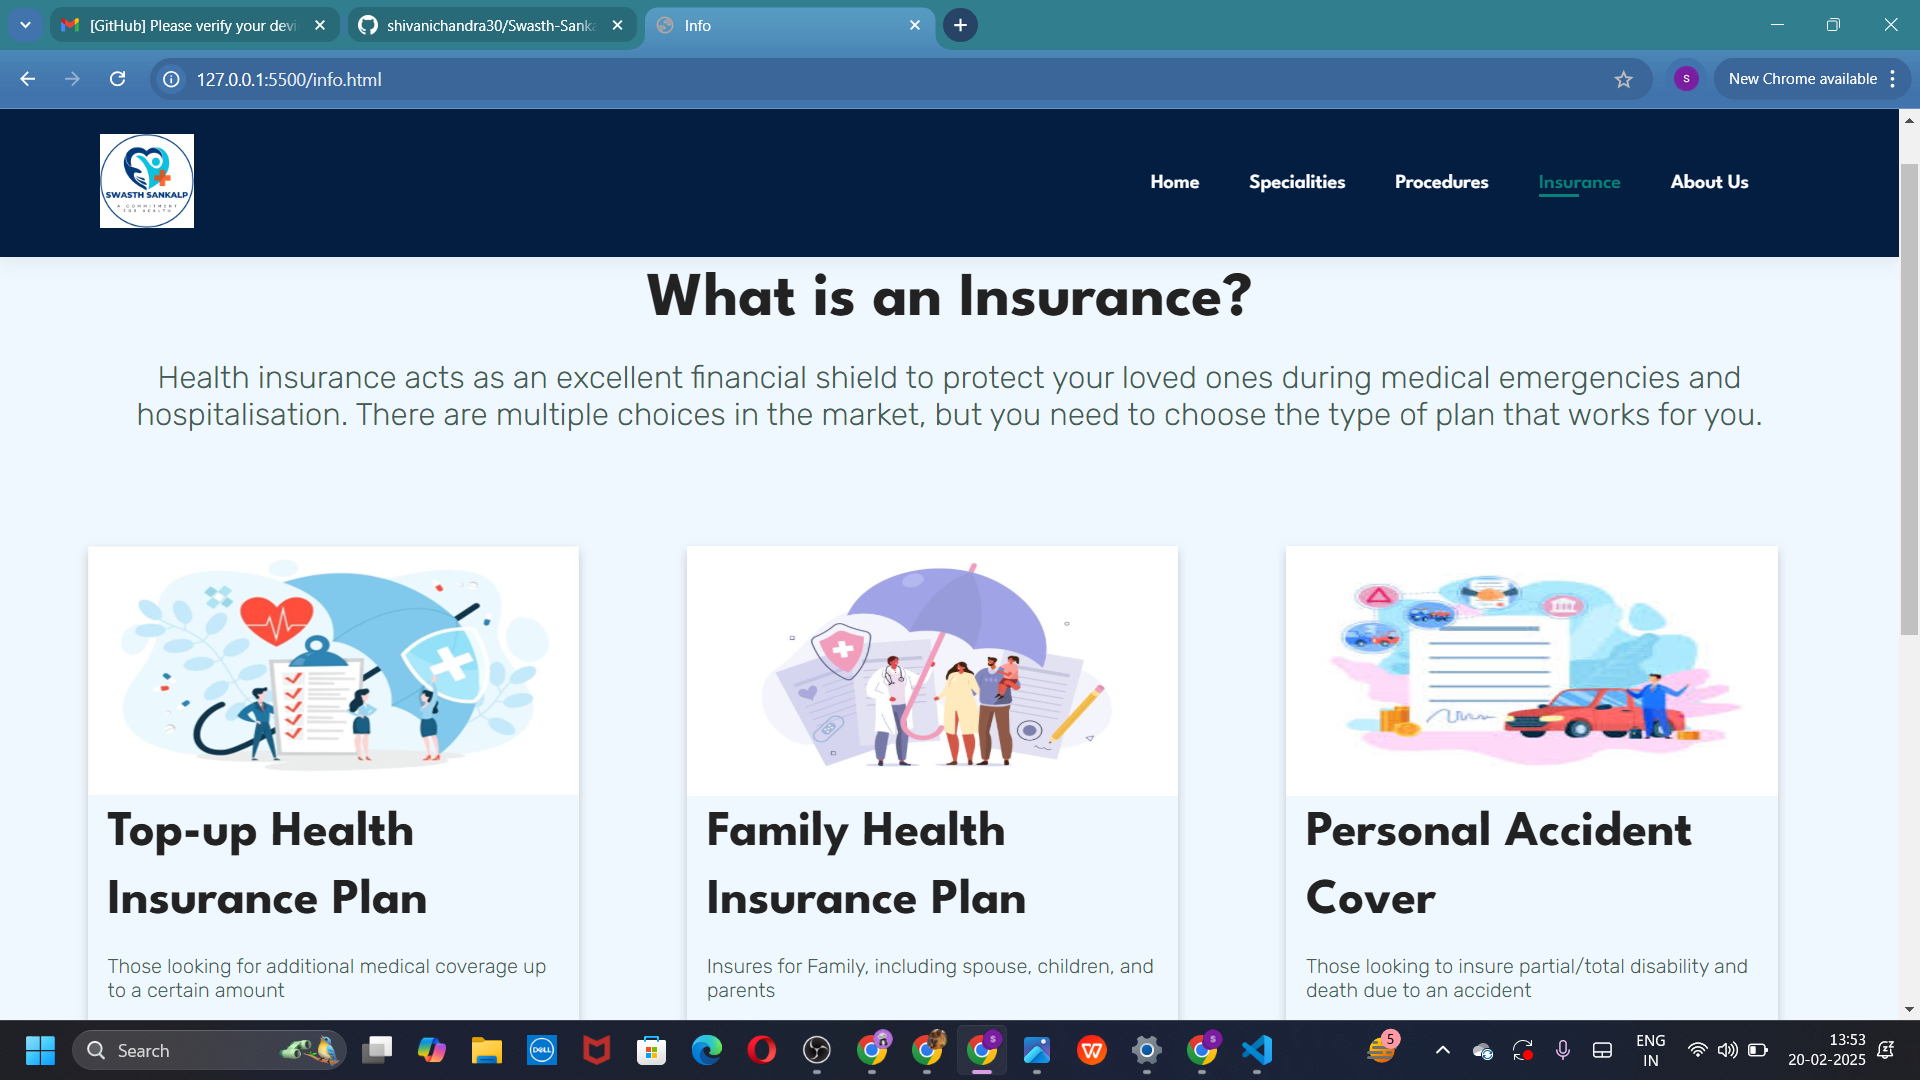 [GitHub] Please verify your devi
shivanichandra30/Swasth-Sanka
Info
127.0.0.1:5500/info.html
s
New Chrome available
SWASTH SANKALP
A COMMITMENT
FOR HEALTH
Home
Specialities
Procedures
Insurance
About Us
What is an Insurance?
Health insurance acts as an excellent financial shield to protect your loved ones during medical emergencies and
hospitalisation. There are multiple choices in the market, but you need to choose the type of plan that works for you.
Top-up Health
Insurance Plan
Those looking for additional medical coverage up
to a certain amount
Family Health
Insurance Plan
Insures for Family, including spouse, children, and
parents
Personal Accident
Cover
Those looking to insure partial/total disability and
death due to an accident
Search
DELL
S
S
5
ENG
IN
13:53
20-02-2025